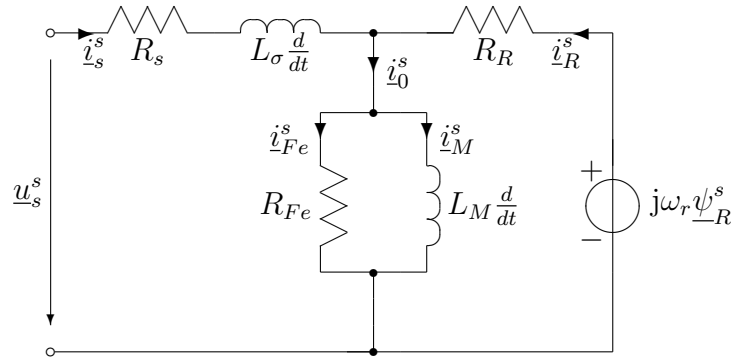 i_s^s R_s L_σ d/dt R_R i_R^s
i_0^s
i_Fe^s i_M^s
u_s^s R_Fe L_M d/dt + jω_r ψ_R^s
−